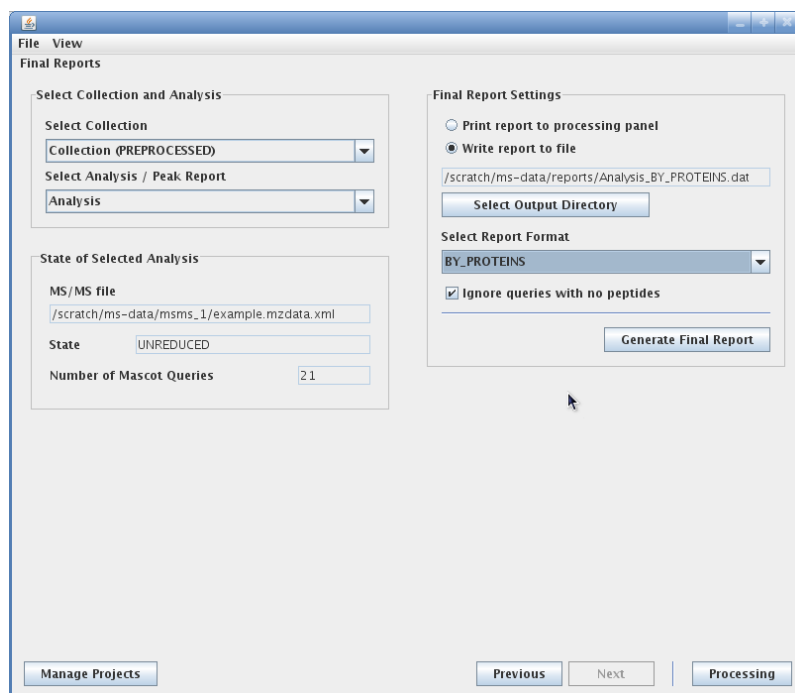 File View
Final Reports
Select Collection and Analysis
Select Collection
Collection (PREPROCESSED)
Select Analysis / Peak Report
Analysis
State of Selected Analysis
MS/MS file
/scratch/ms-data/msms_1/example.mzdata.xml
State UNREDUCED
Number of Mascot Queries 21
Final Report Settings
Print report to processing panel
Write report to file
/scratch/ms-data/reports/Analysis_BY_PROTEINS.dat
Select Output Directory
Select Report Format
BY_PROTEINS
Ignore queries with no peptides
Generate Final Report
Manage Projects Previous Next Processing